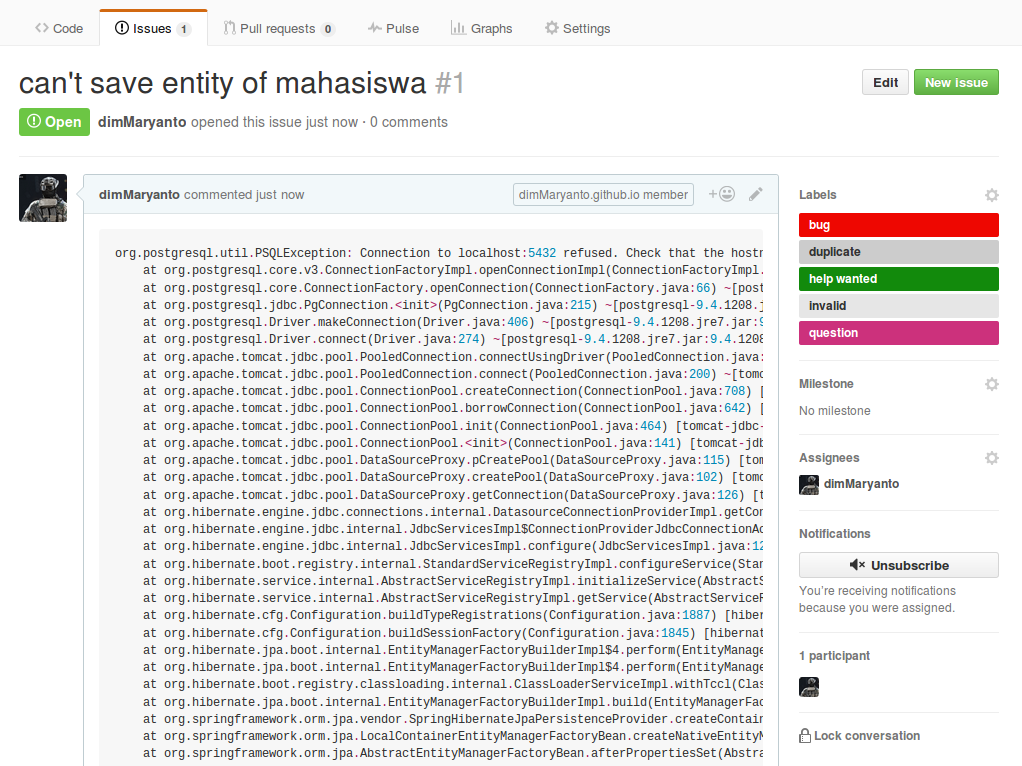 Code Issues 1 Pull requests 0 Pulse Graphs Settings
can't save entity of mahasiswa #1
Edit New issue
Open dimMaryanto opened this issue just now · 0 comments
dimMaryanto commented just now dimMaryanto.github.io member +
org.postgresql.util.PSQLException: Connection to localhost:5432 refused. Check that the hostn
at org.postgresql.core.v3.ConnectionFactoryImpl.openConnectionImpl(ConnectionFactoryImpl.
at org.postgresql.core.ConnectionFactory.openConnection(ConnectionFactory.java:66) ~[post
at org.postgresql.jdbc.PgConnection.<init>(PgConnection.java:215) ~[postgresql-9.4.1208.j
at org.postgresql.Driver.makeConnection(Driver.java:406) ~[postgresql-9.4.1208.jre7.jar:9
at org.postgresql.Driver.connect(Driver.java:274) ~[postgresql-9.4.1208.jre7.jar:9.4.1208
at org.apache.tomcat.jdbc.pool.PooledConnection.connectUsingDriver(PooledConnection.java:
at org.apache.tomcat.jdbc.pool.PooledConnection.connect(PooledConnection.java:200) ~[tomc
at org.apache.tomcat.jdbc.pool.ConnectionPool.createConnection(ConnectionPool.java:708) [
at org.apache.tomcat.jdbc.pool.ConnectionPool.borrowConnection(ConnectionPool.java:642) [
at org.apache.tomcat.jdbc.pool.ConnectionPool.init(ConnectionPool.java:464) [tomcat-jdbc-
at org.apache.tomcat.jdbc.pool.ConnectionPool.<init>(ConnectionPool.java:141) [tomcat-jdb
at org.apache.tomcat.jdbc.pool.DataSourceProxy.pCreatePool(DataSourceProxy.java:115) [tom
at org.apache.tomcat.jdbc.pool.DataSourceProxy.createPool(DataSourceProxy.java:102) [tomc
at org.apache.tomcat.jdbc.pool.DataSourceProxy.getConnection(DataSourceProxy.java:126) [t
at org.hibernate.engine.jdbc.connections.internal.DatasourceConnectionProviderImpl.getCon
at org.hibernate.engine.jdbc.internal.JdbcServicesImpl$ConnectionProviderJdbcConnectionAc
at org.hibernate.engine.jdbc.internal.JdbcServicesImpl.configure(JdbcServicesImpl.java:12
at org.hibernate.boot.registry.internal.StandardServiceRegistryImpl.configureService(Stan
at org.hibernate.service.internal.AbstractServiceRegistryImpl.initializeService(AbstractS
at org.hibernate.service.internal.AbstractServiceRegistryImpl.getService(AbstractServiceR
at org.hibernate.cfg.Configuration.buildTypeRegistrations(Configuration.java:1887) [hiber
at org.hibernate.cfg.Configuration.buildSessionFactory(Configuration.java:1845) [hibernat
at org.hibernate.jpa.boot.internal.EntityManagerFactoryBuilderImpl$4.perform(EntityManage
at org.hibernate.jpa.boot.internal.EntityManagerFactoryBuilderImpl$4.perform(EntityManage
at org.hibernate.boot.registry.classloading.internal.ClassLoaderServiceImpl.withTccl(Clas
at org.hibernate.jpa.boot.internal.EntityManagerFactoryBuilderImpl.build(EntityManagerFac
at org.springframework.orm.jpa.vendor.SpringHibernateJpaPersistenceProvider.createContain
at org.springframework.orm.jpa.LocalContainerEntityManagerFactoryBean.createNativeEntityM
at org.springframework.orm.jpa.AbstractEntityManagerFactoryBean.afterPropertiesSet(Abstra
Labels
bug
duplicate
help wanted
invalid
question
Milestone
No milestone
Assignees
dimMaryanto
Notifications
Unsubscribe
You're receiving notifications
because you were assigned.
1 participant
Lock conversation